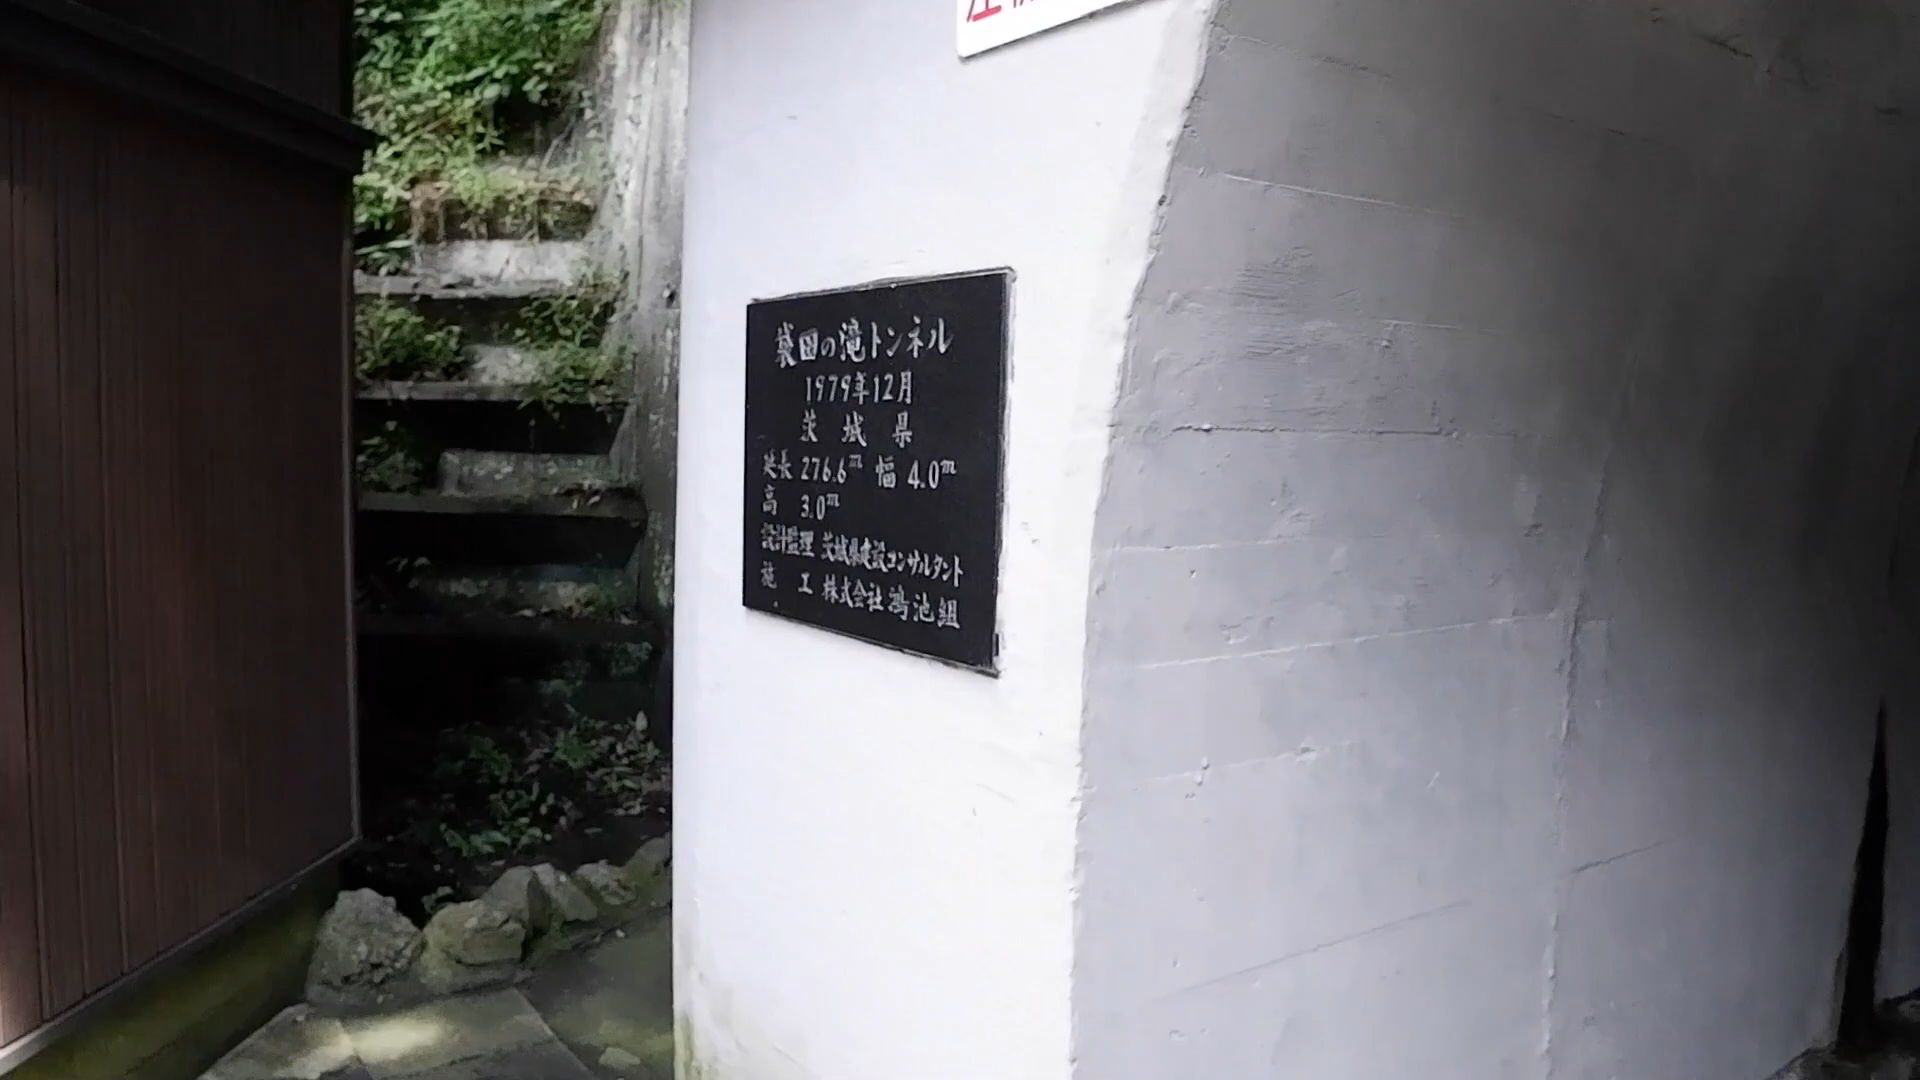 袋田の滝トンネル
1979年12月
茨城県
延長 276.6m 幅 4.0m
高 3.0m
設計監理 茨城県建設コンサルタント
施工 株式会社 鴻池組